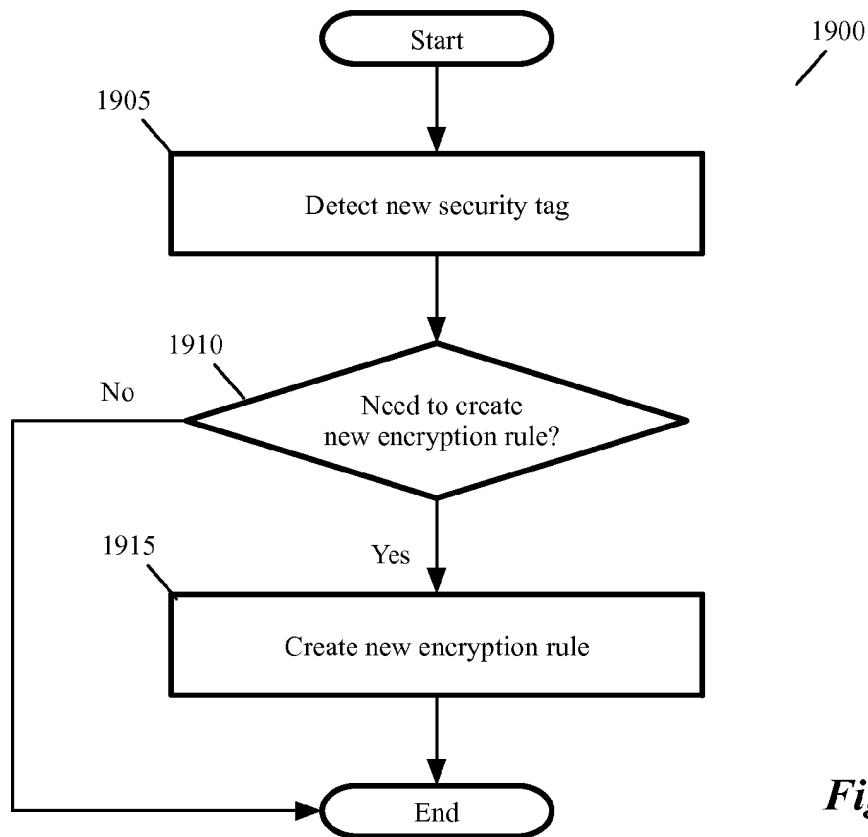 Start
1900
1905
Detect new security tag
1910
No
Need to create
new encryption rule?
1915
Yes
Create new encryption rule
End